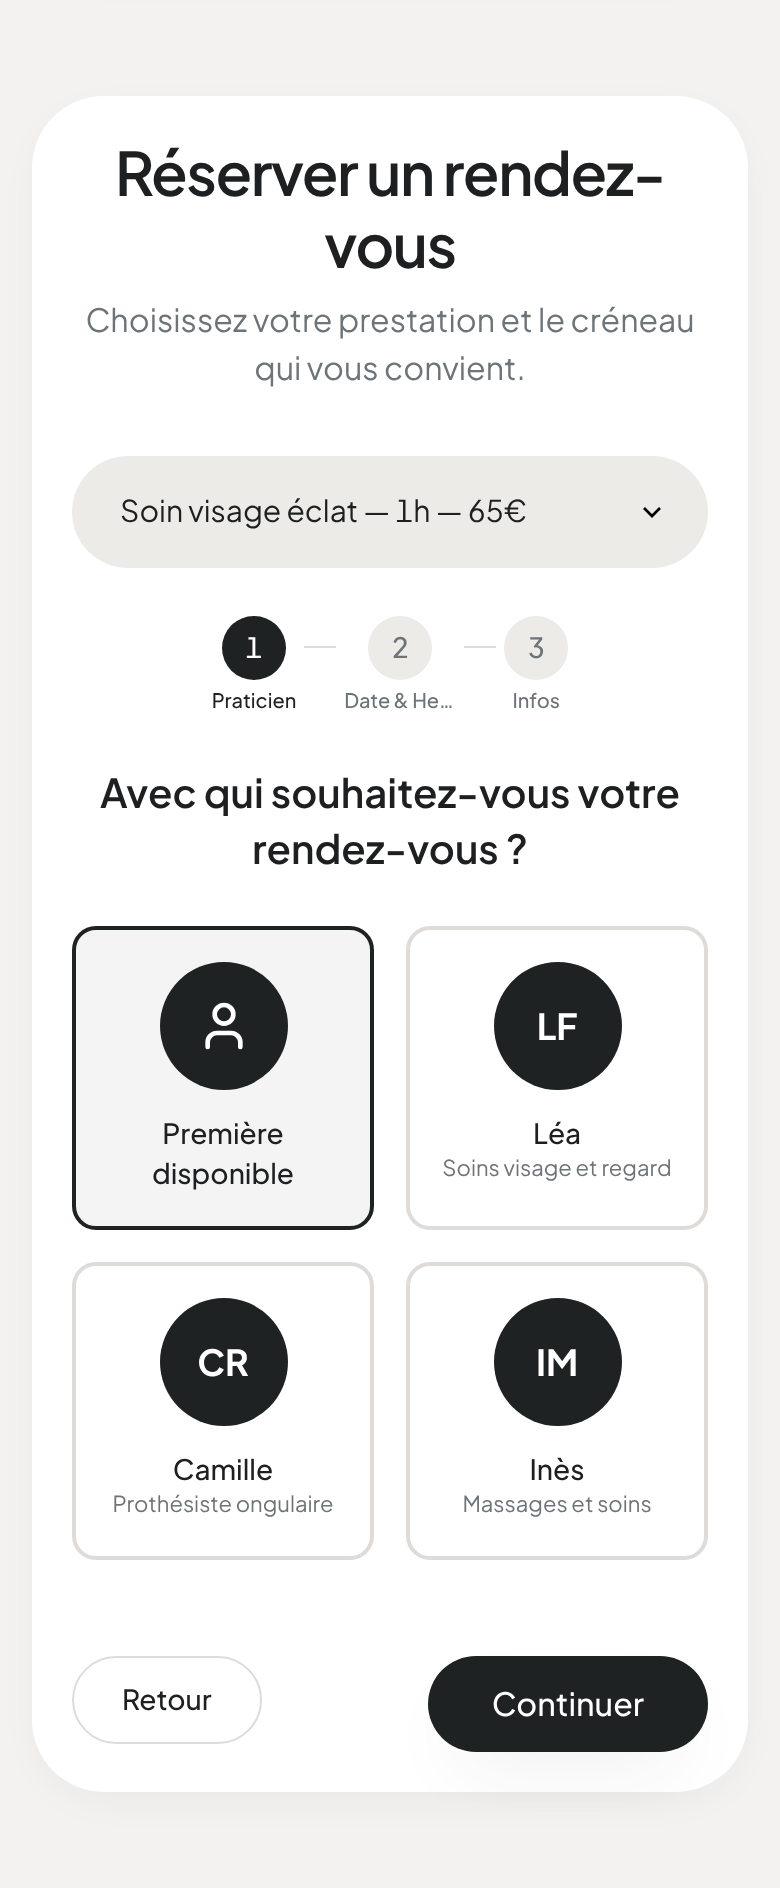 Réserver un rendez-
vous
Choisissez votre prestation et le créneau
qui vous convient.
Soin visage éclat — 1h — 65€
1 2 3
Praticien Date & He... Infos
Avec qui souhaitez-vous votre
rendez-vous ?
Première
disponible
LF
Léa
Soins visage et regard
CR
Camille
Prothésiste ongulaire
IM
Inès
Massages et soins
Retour
Continuer